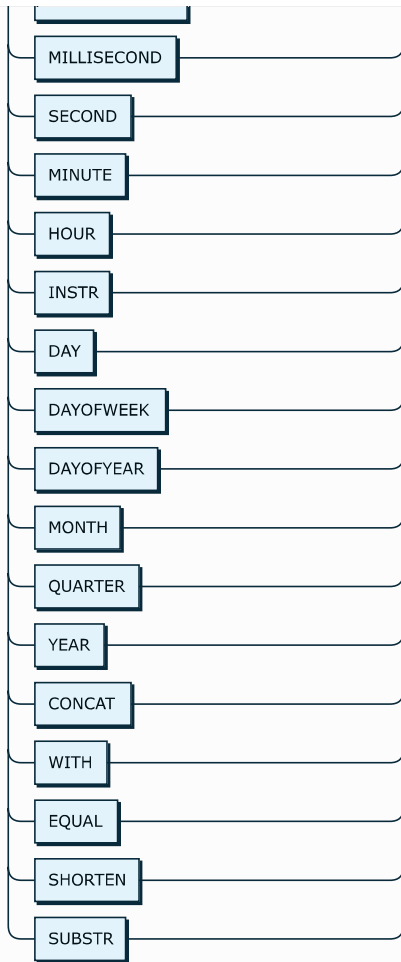 MILLISECOND
SECOND
MINUTE
HOUR
INSTR
DAY
DAYOFWEEK
DAYOFYEAR
MONTH
QUARTER
YEAR
CONCAT
WITH
EQUAL
SHORTEN
SUBSTR